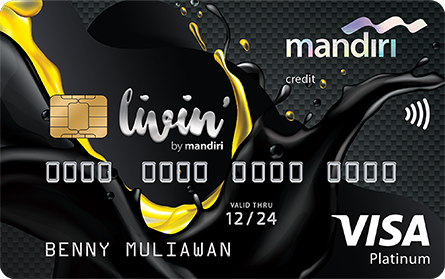 mandiri
credit
livin'
by mandiri
0000 0000 0000 0000
VALID THRU
12/24
BENNY MULIAWAN
VISA
Platinum